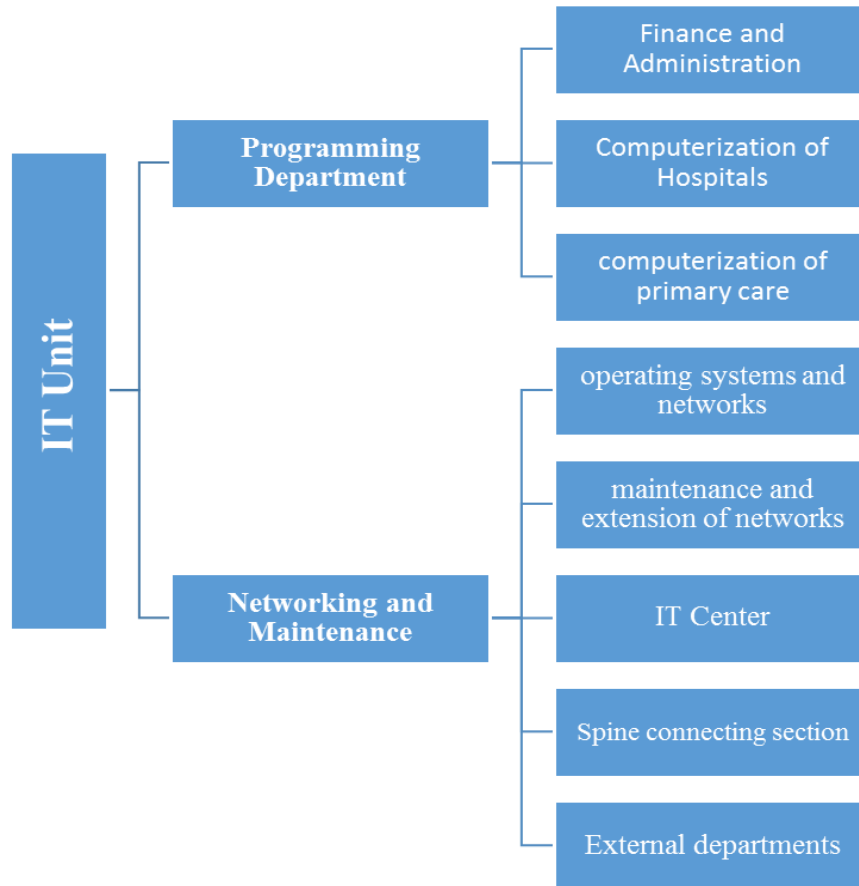 IT Unit
Programming
Department
Finance and
Administration
Computerization of
Hospitals
computerization of
primary care
Networking and
Maintenance
operating systems and
networks
maintenance and
extension of networks
IT Center
Spine connecting section
External departments